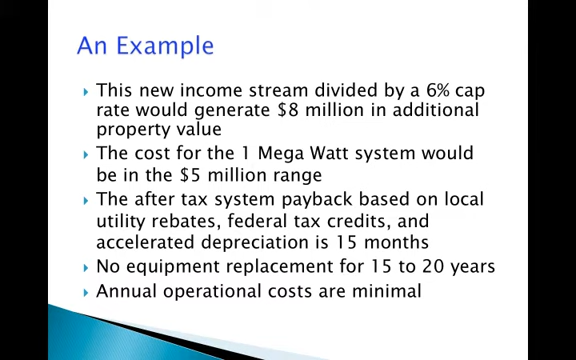 An Example
This new income stream divided by a 6% cap
rate would generate $8 million in additional
property value
The cost for the 1 Mega Watt system would
be in the $5 million range
The after tax system payback based on local
utility rebates, federal tax credits, and
accelerated depreciation is 15 months
No equipment replacement for 15 to 20 years
Annual operational costs are minimal